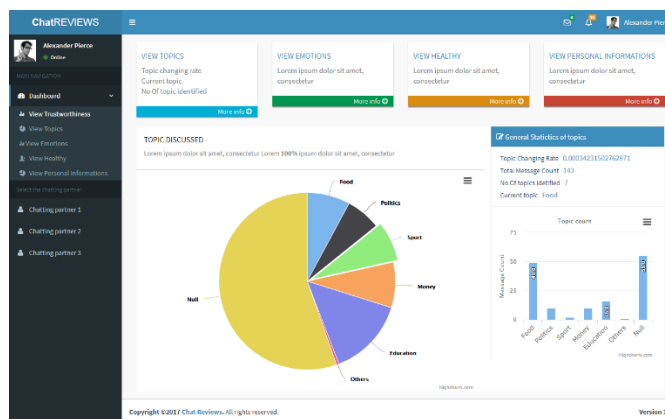 ChatREVIEWS
Alexander Pierce
Alexander Pierce
Online
MAIN NAVIGATION
Dashboard
View Trustworthiness
View Topics
View Emotions
View Healthy
View Personal Informations
Select the chatting partner
Chatting partner 1
Chatting partner 2
Chatting partner 3
VIEW TOPICS
Topic changing rate
Current topic
No Of topic identified
More info
VIEW EMOTIONS
Lorem ipsum dolor sit amet,
consectetur
More info
VIEW HEALTHY
Lorem ipsum dolor sit amet,
consectetur
More info
VIEW PERSONAL INFORMATIONS
Lorem ipsum dolor sit amet,
consectetur
More info
TOPIC DISCUSSED
Lorem ipsum dolor sit amet, consectetur Lorem 100% ipsum dolor sit amet, consectetur
Food
Politics
Sport
Money
Education
Others
Null
Highcharts.com
General Statictics of topics
Topic Changing Rate 0.00034231502762971
Total Message Count 143
No Of topics Idetified 7
Current topic Food
Topic count
Message Count
75
50
25
0
Food
Politics
Sport
Money
Education
Others
Null
Highcharts.com
Copyright ©2017 Chat Reviews. All rights reserved.
Version